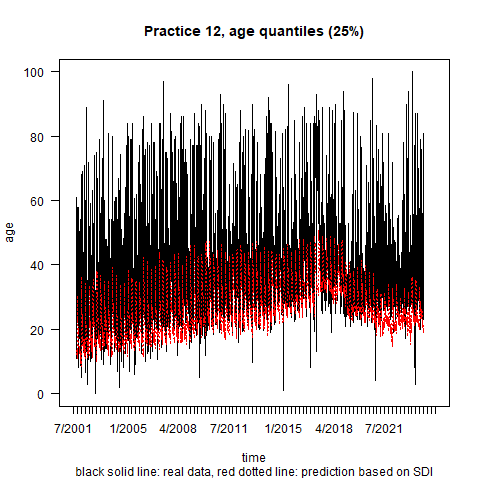 Practice 12, age quantiles (25%)
100
80
60
40
20
0
age
7/2001 1/2005 4/2008 7/2011 1/2015 4/2018 7/2021
time
black solid line: real data, red dotted line: prediction based on SDI